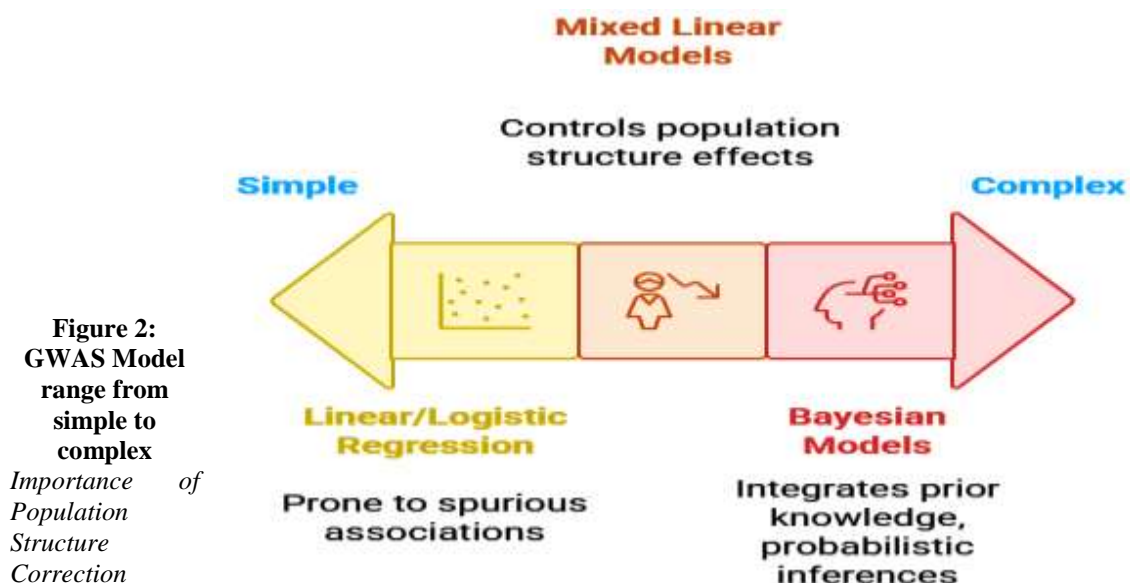 Mixed Linear
Models
Controls population
structure effects
Simple
Complex
Linear/Logistic
Regression
Prone to spurious
associations
Bayesian
Models
Integrates prior
knowledge,
probabilistic
inferences
Figure 2:
GWAS Model
range from
simple to
complex
Importance of
Population
Structure
Correction